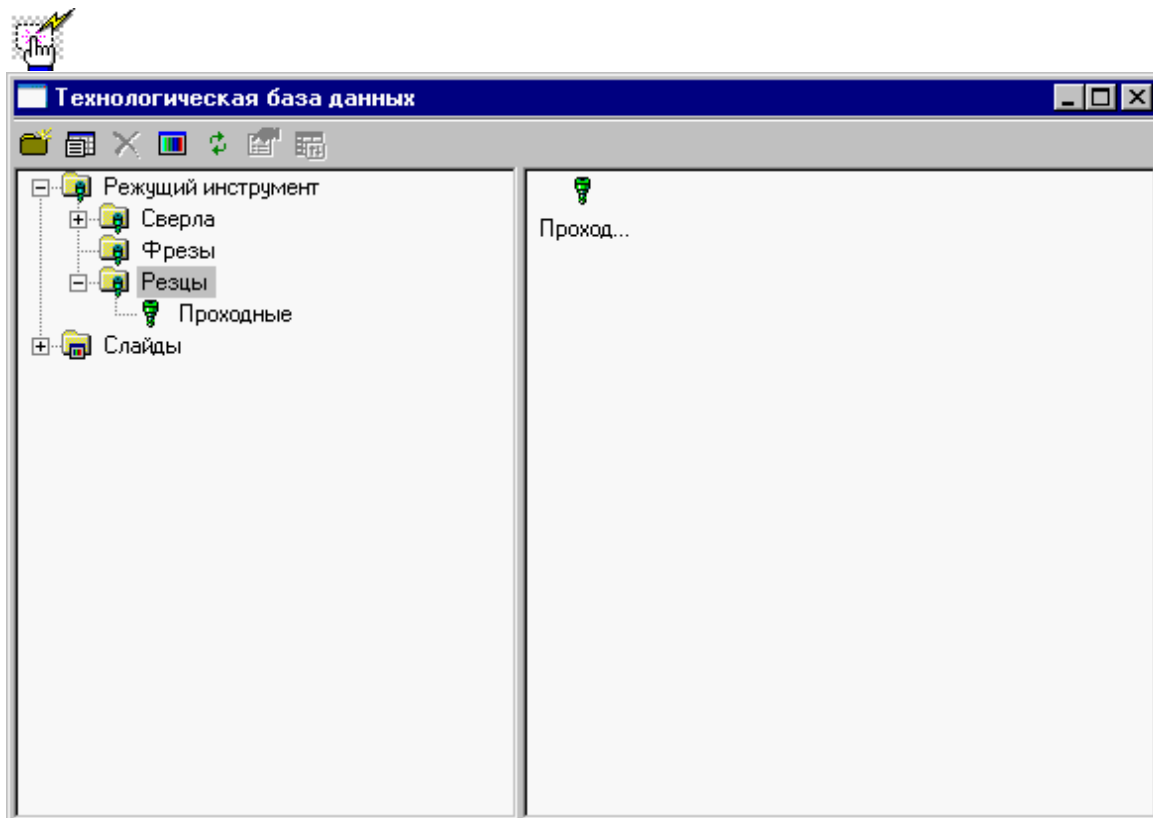 Технологическая база данных
Режущий инструмент
Сверла
Фрезы
Резцы
Проходные
Слайды
Проход...